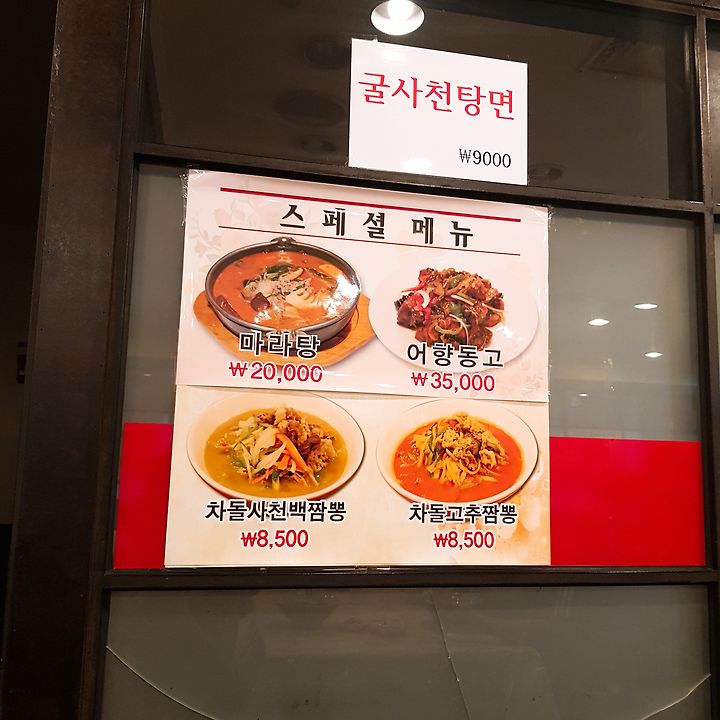 굴사천탕면
₩9000
스페셜 메뉴
마라탕
₩20,000
어향동고
₩35,000
차돌사천백짬뽕
₩8,500
차돌고추짬뽕
₩8,500